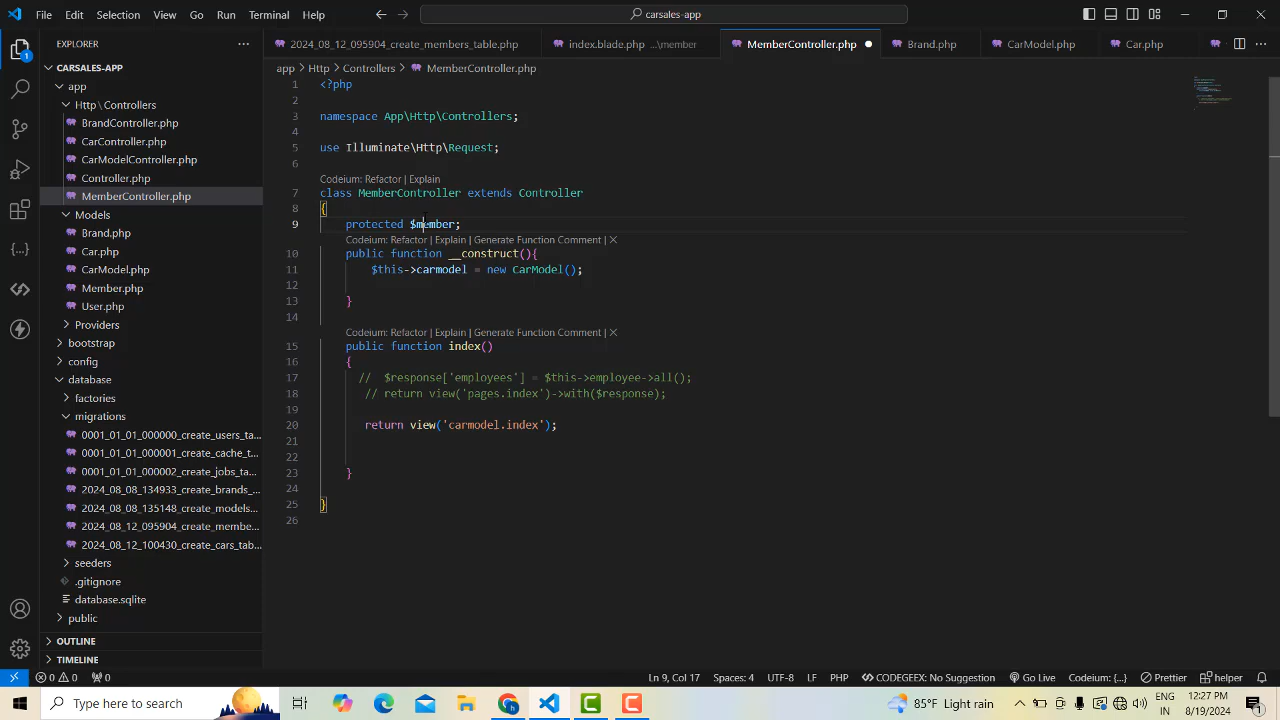 File Edit Selection View Go Run Terminal Help
carsales-app
EXPLORER
2024_08_12_095904_create_members_table.php
index.blade.php ...\member
MemberController.php
Brand.php
CarModel.php
Car.php
CARSALES-APP
app > Http > Controllers > MemberController.php
app
Http\Controllers
BrandController.php
CarController.php
CarModelController.php
Controller.php
MemberController.php
Models
Brand.php
Car.php
CarModel.php
Member.php
User.php
Providers
bootstrap
config
database
factories
migrations
0001_01_01_000000_create_users_ta...
0001_01_01_000001_create_cache_t...
0001_01_01_000002_create_jobs_ta...
2024_08_08_134933_create_brands_...
2024_08_08_135148_create_models...
2024_08_12_095904_create_membe...
2024_08_12_100430_create_cars_tab...
seeders
.gitignore
database.sqlite
public
OUTLINE
TIMELINE
1 <?php
2
3 namespace App\Http\Controllers;
4
5 use Illuminate\Http\Request;
6
Codeium: Refactor | Explain
7 class MemberController extends Controller
8 {
9 protected $member;
Codeium: Refactor | Explain | Generate Function Comment | X
10 public function __construct(){
11 $this->carmodel = new CarModel();
12
13 }
14
Codeium: Refactor | Explain | Generate Function Comment | X
15 public function index()
16 {
17 // $response['employees'] = $this->employee->all();
18 // return view('pages.index')->with($response);
19
20 return view('carmodel.index');
21
22
23 }
24
25 }
26
0 0 0
Ln 9, Col 17 Spaces: 4 UTF-8 LF PHP CODEGEEX: No Suggestion Go Live Codeium: {...} Prettier helper
Type here to search
85°F Light rain
ENG
IN
12:27 PM
8/19/2024
1